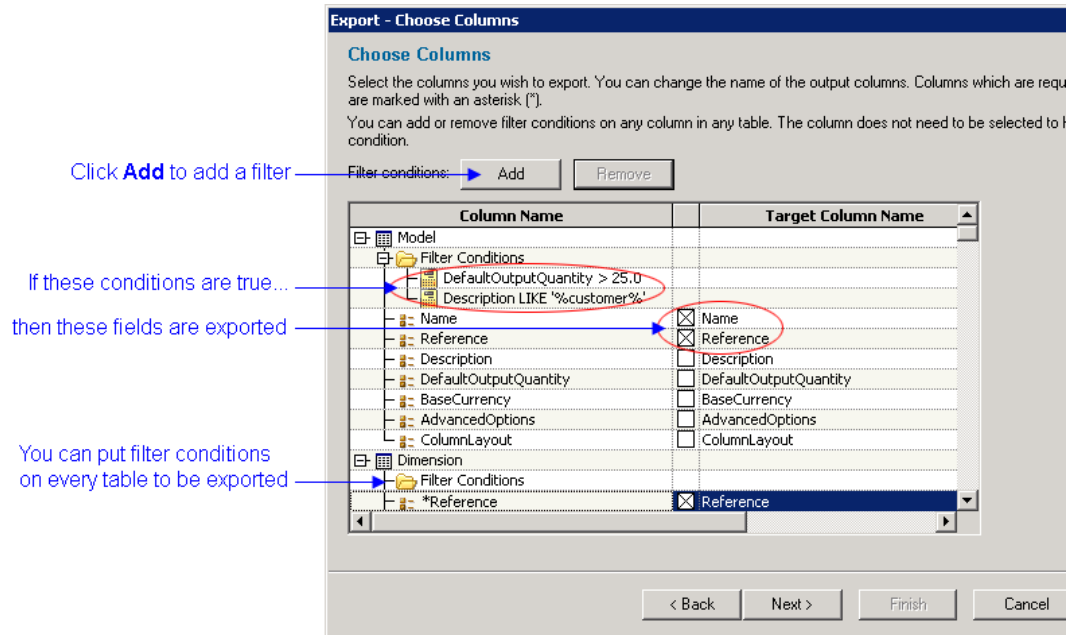 Export - Choose Columns
Choose Columns
Select the columns you wish to export. You can change the name of the output columns. Columns which are requ
are marked with an asterisk (*).
You can add or remove filter conditions on any column in any table. The column does not need to be selected to
condition.
Click Add to add a filter
Filter conditions:
Add
Remove
Column Name
Target Column Name
Model
Filter Conditions
If these conditions are true...
DefaultOutputQuantity > 25.0
Description LIKE '%customer%'
then these fields are exported
Name
Name
Reference
Reference
Description
Description
DefaultOutputQuantity
DefaultOutputQuantity
BaseCurrency
BaseCurrency
AdvancedOptions
AdvancedOptions
ColumnLayout
ColumnLayout
You can put filter conditions
on every table to be exported
Dimension
Filter Conditions
*Reference
Reference
< Back
Next >
Finish
Cancel